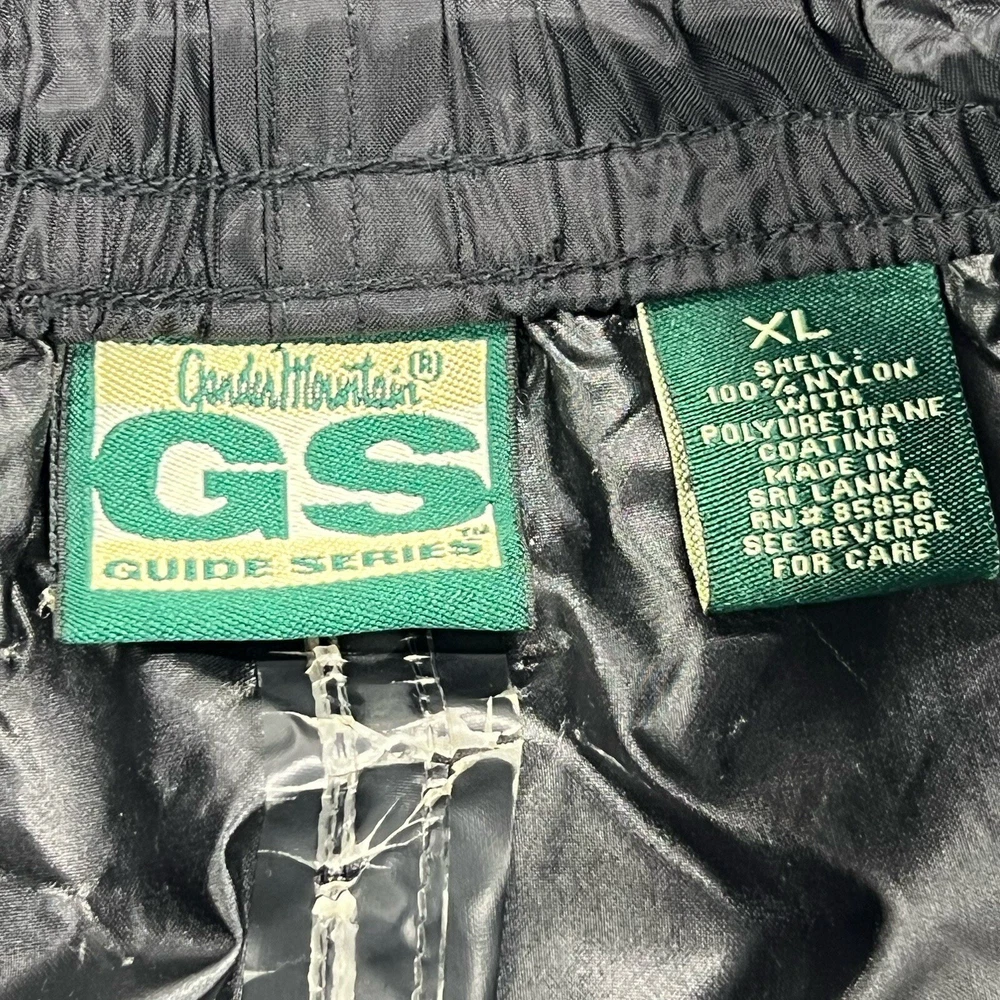 Gander Mountain®
GS
GUIDE SERIES™
XL
SHELL:
100% NYLON
WITH
POLYURETHANE
COATING
MADE IN
SRI LANKA
RN# 85856
SEE REVERSE
FOR CARE